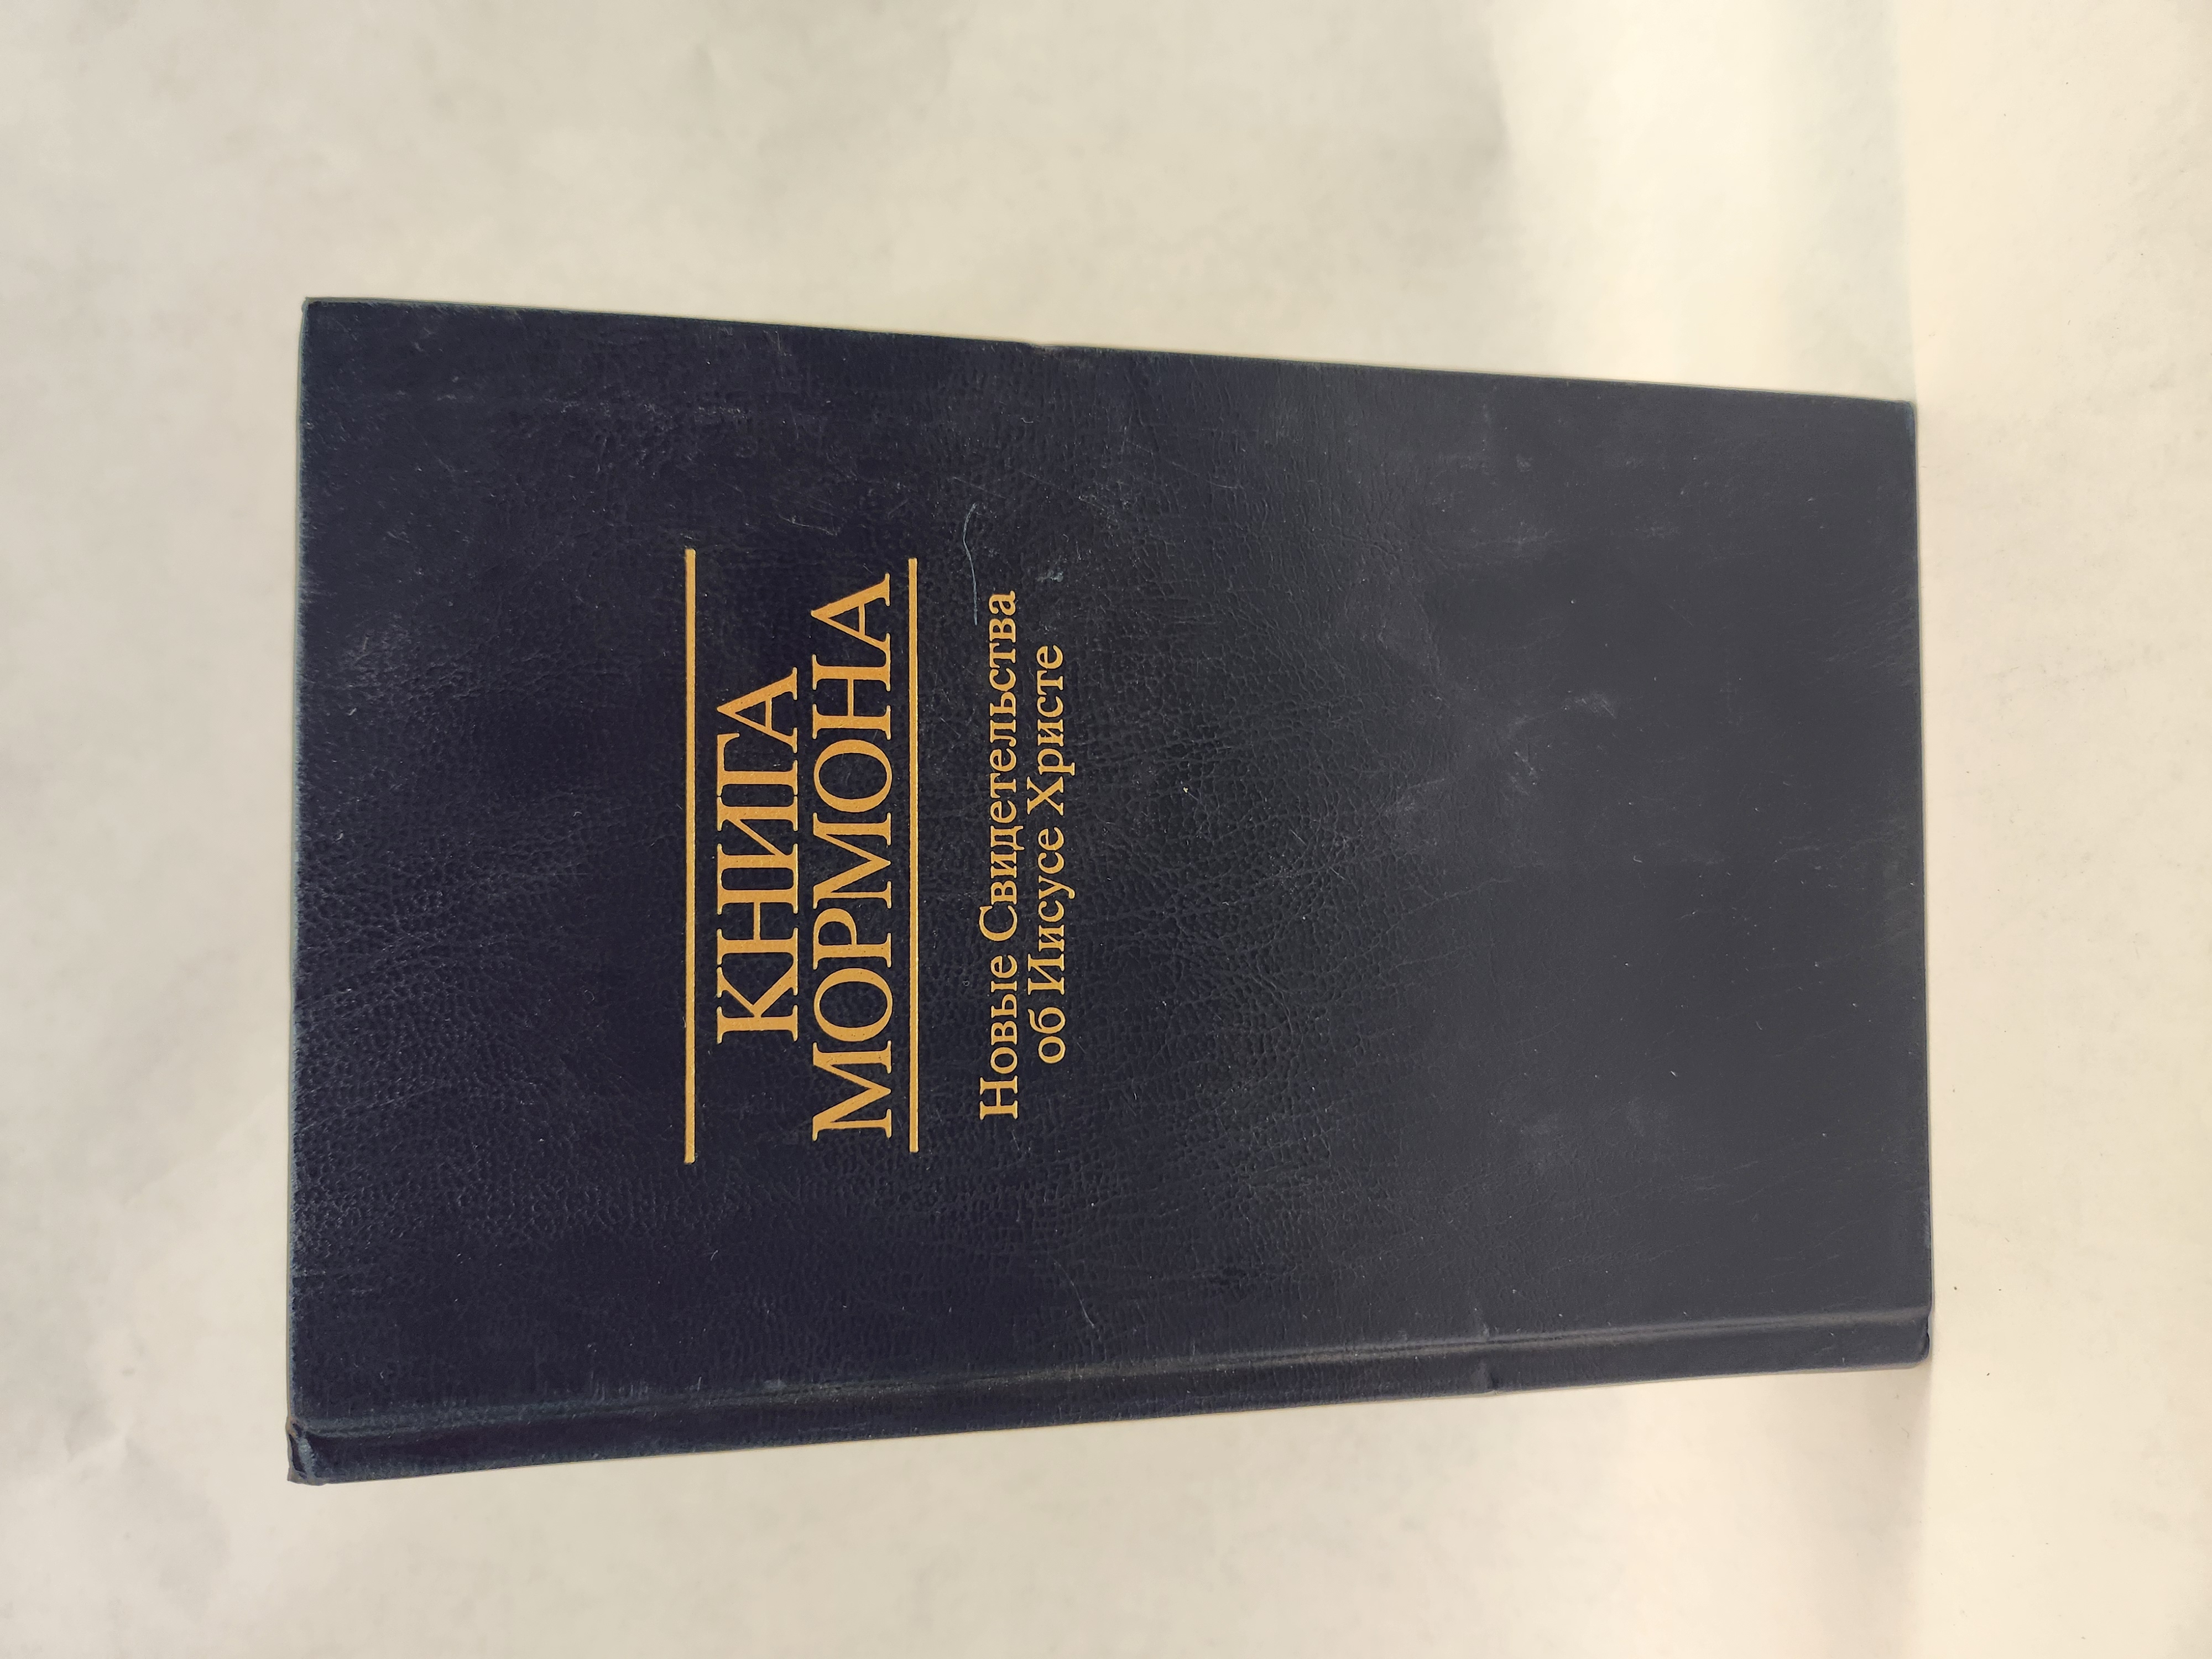 КНИГА
МОРМОНА
Новые Свидетельства
об Иисусе Христе